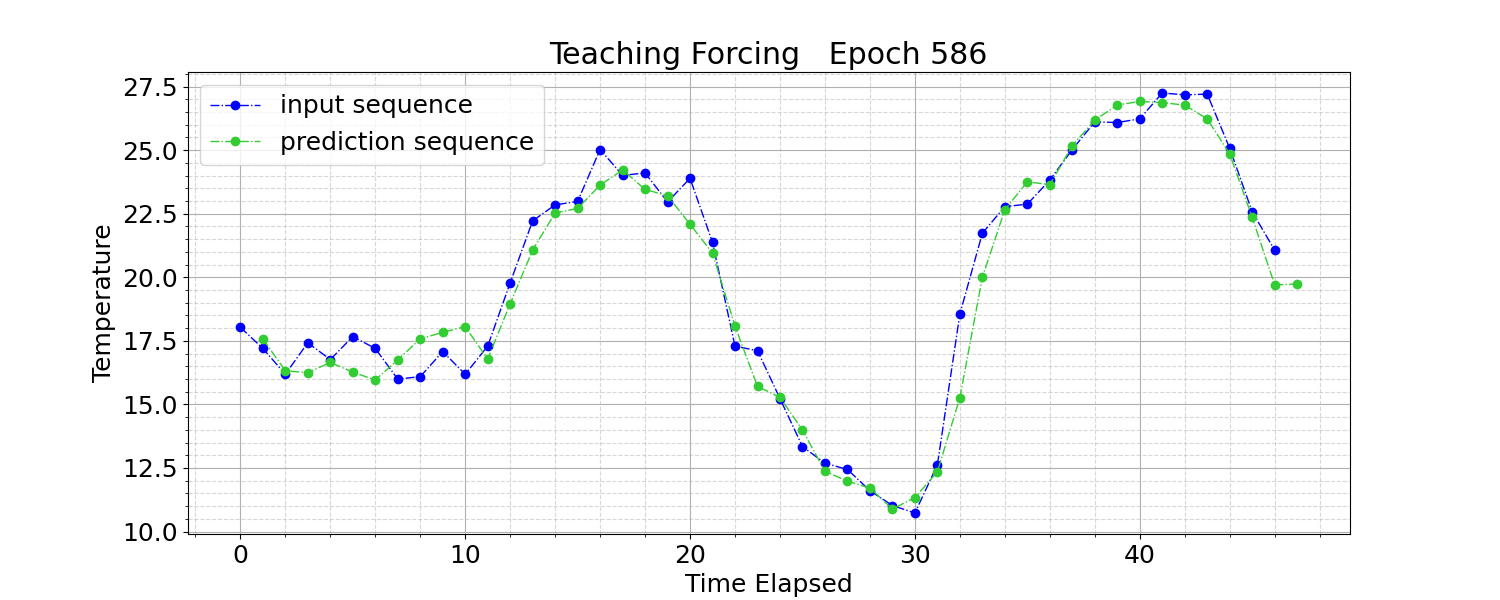 Teaching Forcing   Epoch 586
27.5
25.0
22.5
20.0
17.5
15.0
12.5
10.0
Temperature
input sequence
prediction sequence
0 10 20 30 40
Time Elapsed